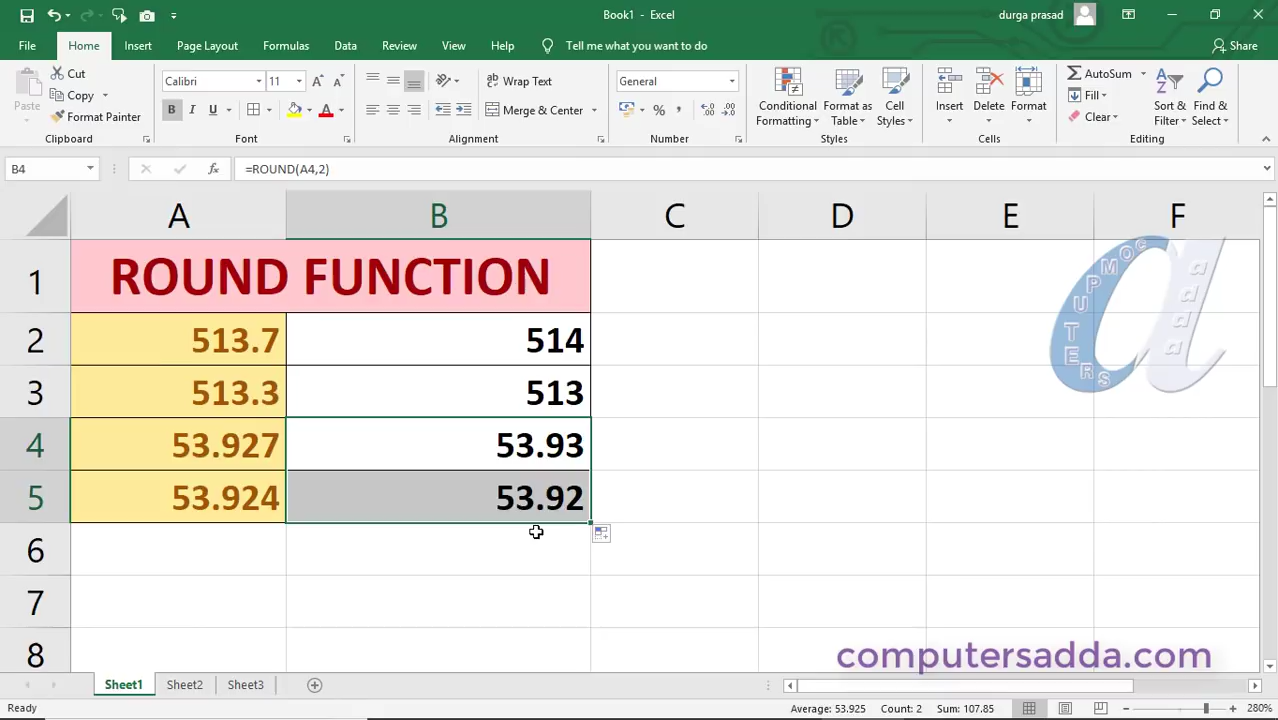 Book1 - Excel
durga prasad
File Home Insert Page Layout Formulas Data Review View Help Tell me what you want to do Share
Paste
Cut
Copy
Format Painter
Clipboard
Calibri 11
B I U
Font
Wrap Text
Merge & Center
Alignment
General
Number
Conditional Formatting
Format as Table
Cell Styles
Styles
Insert
Delete
Format
Cells
AutoSum
Fill
Clear
Sort & Filter
Find & Select
Editing
B4 fx =ROUND(A4,2)
A B C D E F
1 ROUND FUNCTION
2 513.7 514
3 513.3 513
4 53.927 53.93
5 53.924 53.92
6
7
8
a
COMPUTERS
adda
computersadda.com
Sheet1 Sheet2 Sheet3
Ready Average: 53.925 Count: 2 Sum: 107.85 280%